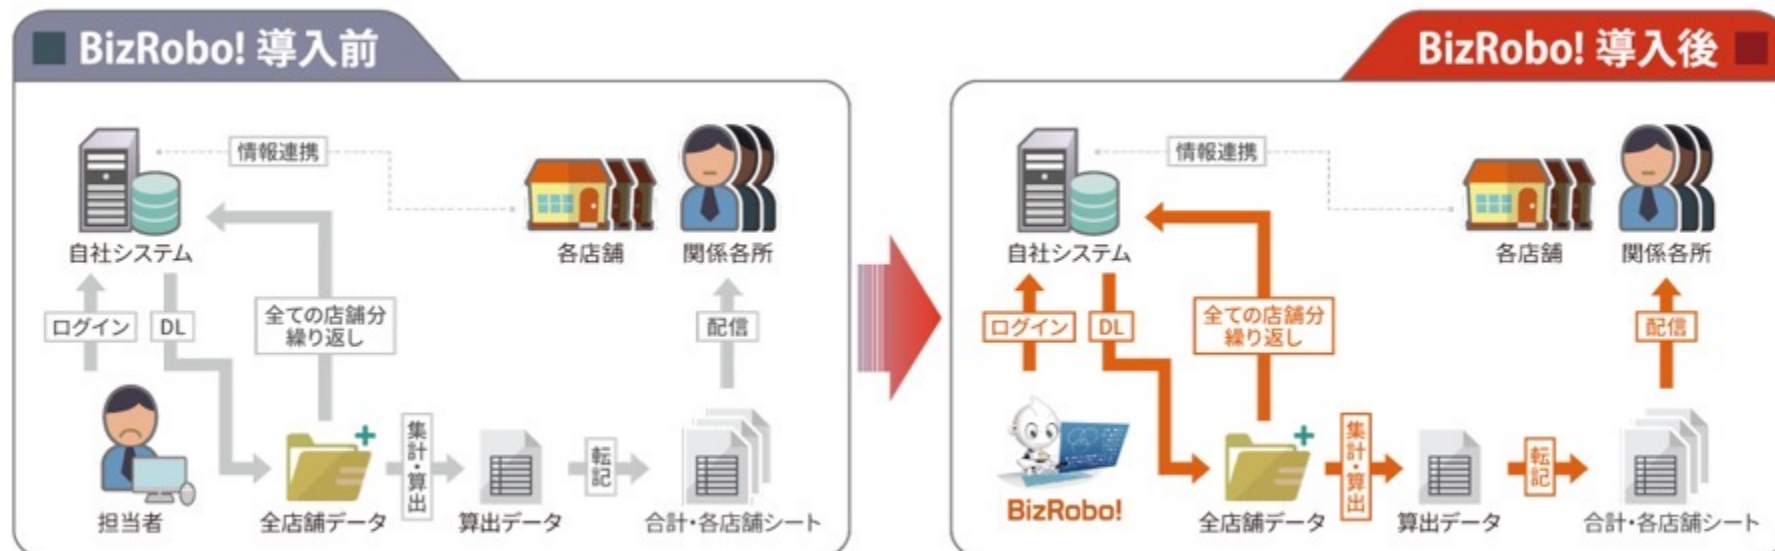 BizRobo! 導入前
情報連携
自社システム
各店舗
関係各所
ログイン
DL
全ての店舗分
繰り返し
配信
担当者
全店舗データ
集計・算出
算出データ
転記
合計・各店舗シート
BizRobo! 導入後
情報連携
自社システム
各店舗
関係各所
ログイン
DL
全ての店舗分
繰り返し
配信
BizRobo!
全店舗データ
集計・算出
算出データ
転記
合計・各店舗シート